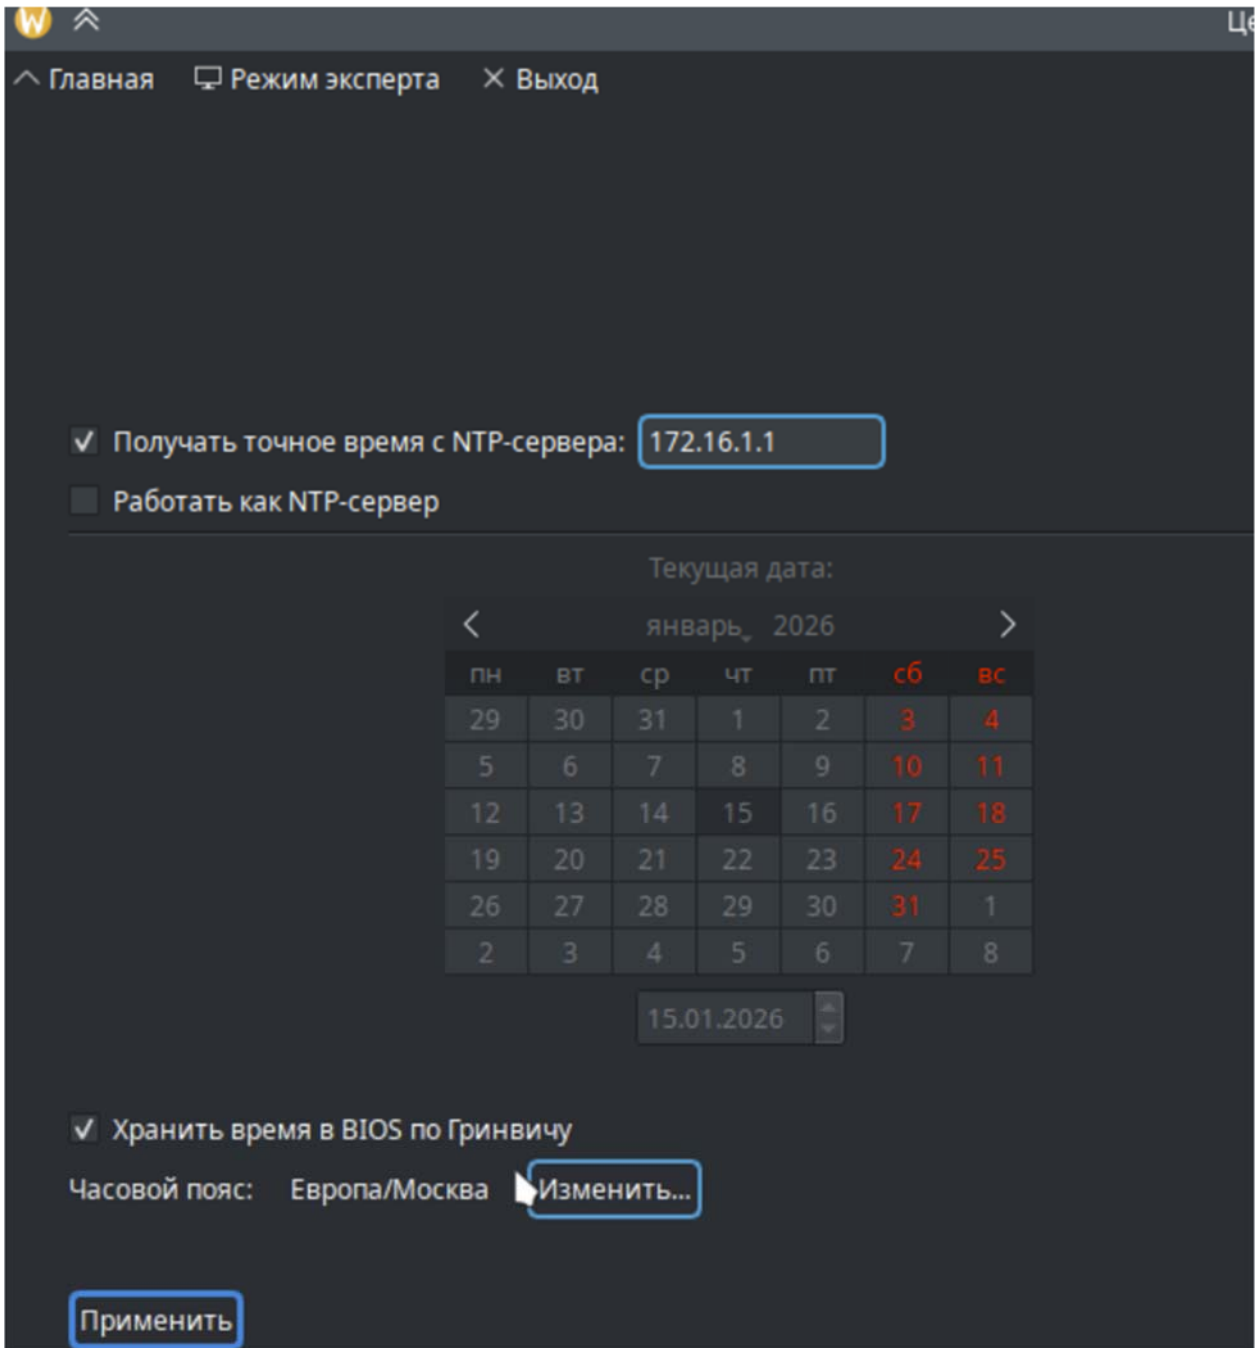 W Це
Главная Режим эксперта Выход
Получать точное время с NTP-сервера: 172.16.1.1
Работать как NTP-сервер
Текущая дата:
январь 2026
пн вт ср чт пт сб вс
29 30 31 1 2 3 4
5 6 7 8 9 10 11
12 13 14 15 16 17 18
19 20 21 22 23 24 25
26 27 28 29 30 31 1
2 3 4 5 6 7 8
15.01.2026
Хранить время в BIOS по Гринвичу
Часовой пояс: Европа/Москва Изменить...
Применить